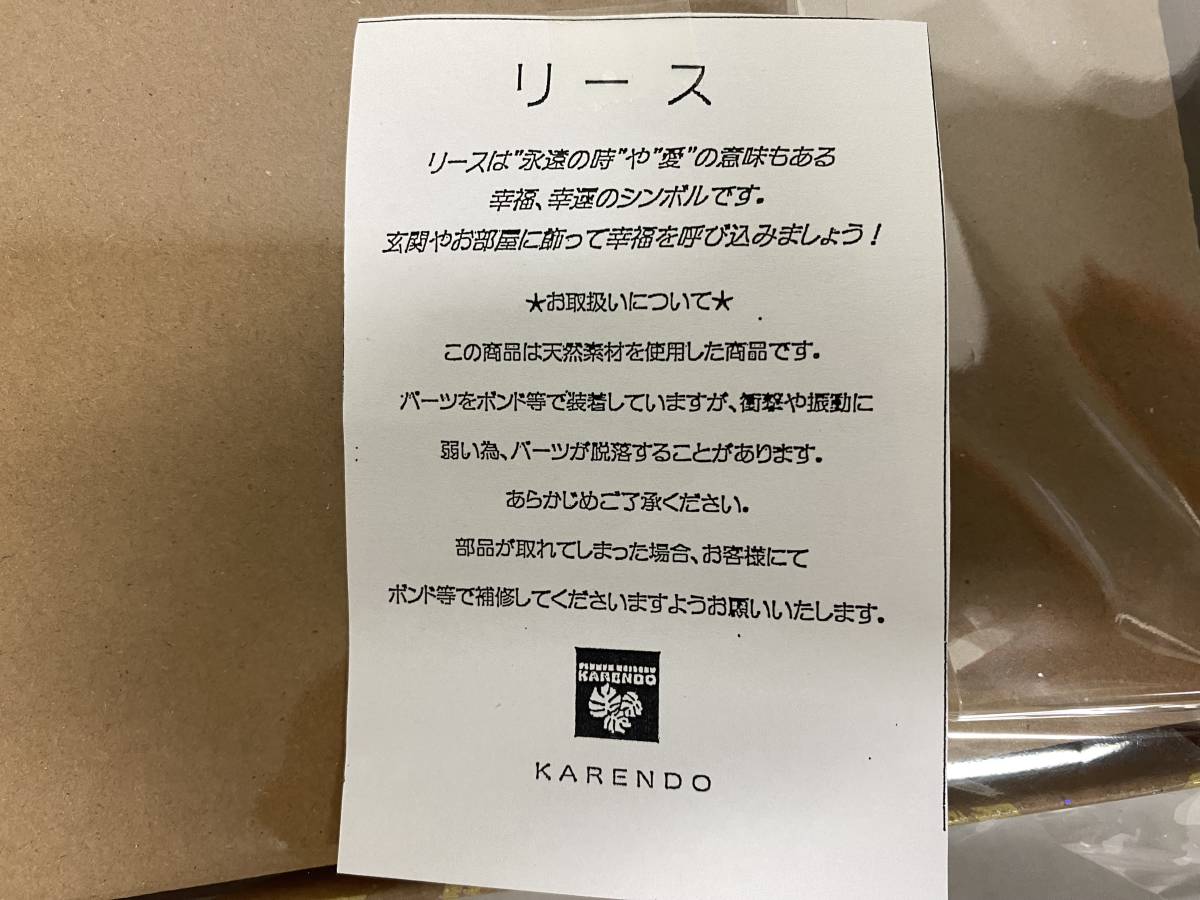 リース
リースは"永遠の時"や"愛"の意味もある
幸福、幸運のシンボルです。
玄関やお部屋に飾って幸福を呼び込みましょう!
★お取扱いについて★
この商品は天然素材を使用した商品です。
パーツをボンド等で装着していますが、衝撃や振動に
弱い為、パーツが脱落することがあります。
あらかじめご了承ください。
部品が取れてしまった場合、お客様にて
ボンド等で補修してくださいますようお願いいたします。
KARENDO
KARENDO